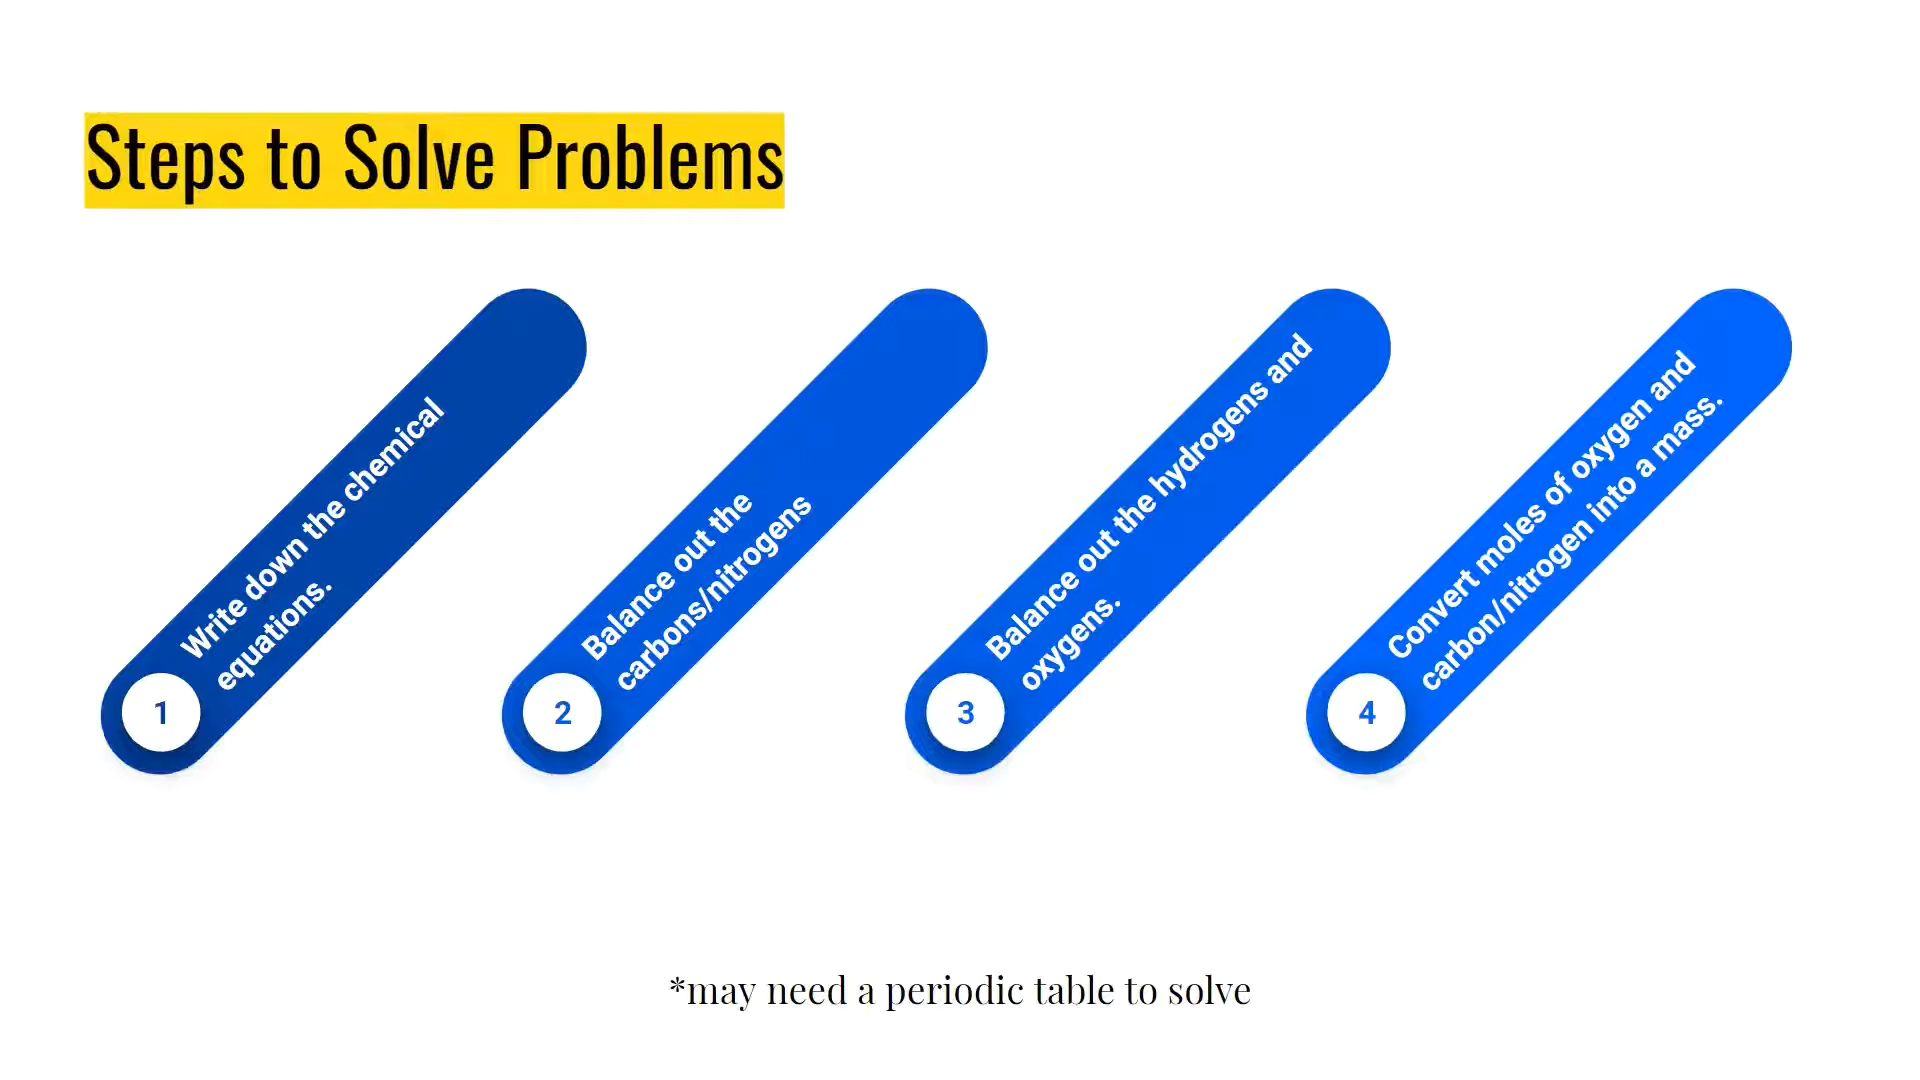 Steps to Solve Problems
1
Write down the chemical
equations.
2
Balance out the
carbons/nitrogens
3
Balance out the hydrogens and
oxygens.
4
Convert moles of oxygen and
carbon/nitrogen into a mass.
*may need a periodic table to solve